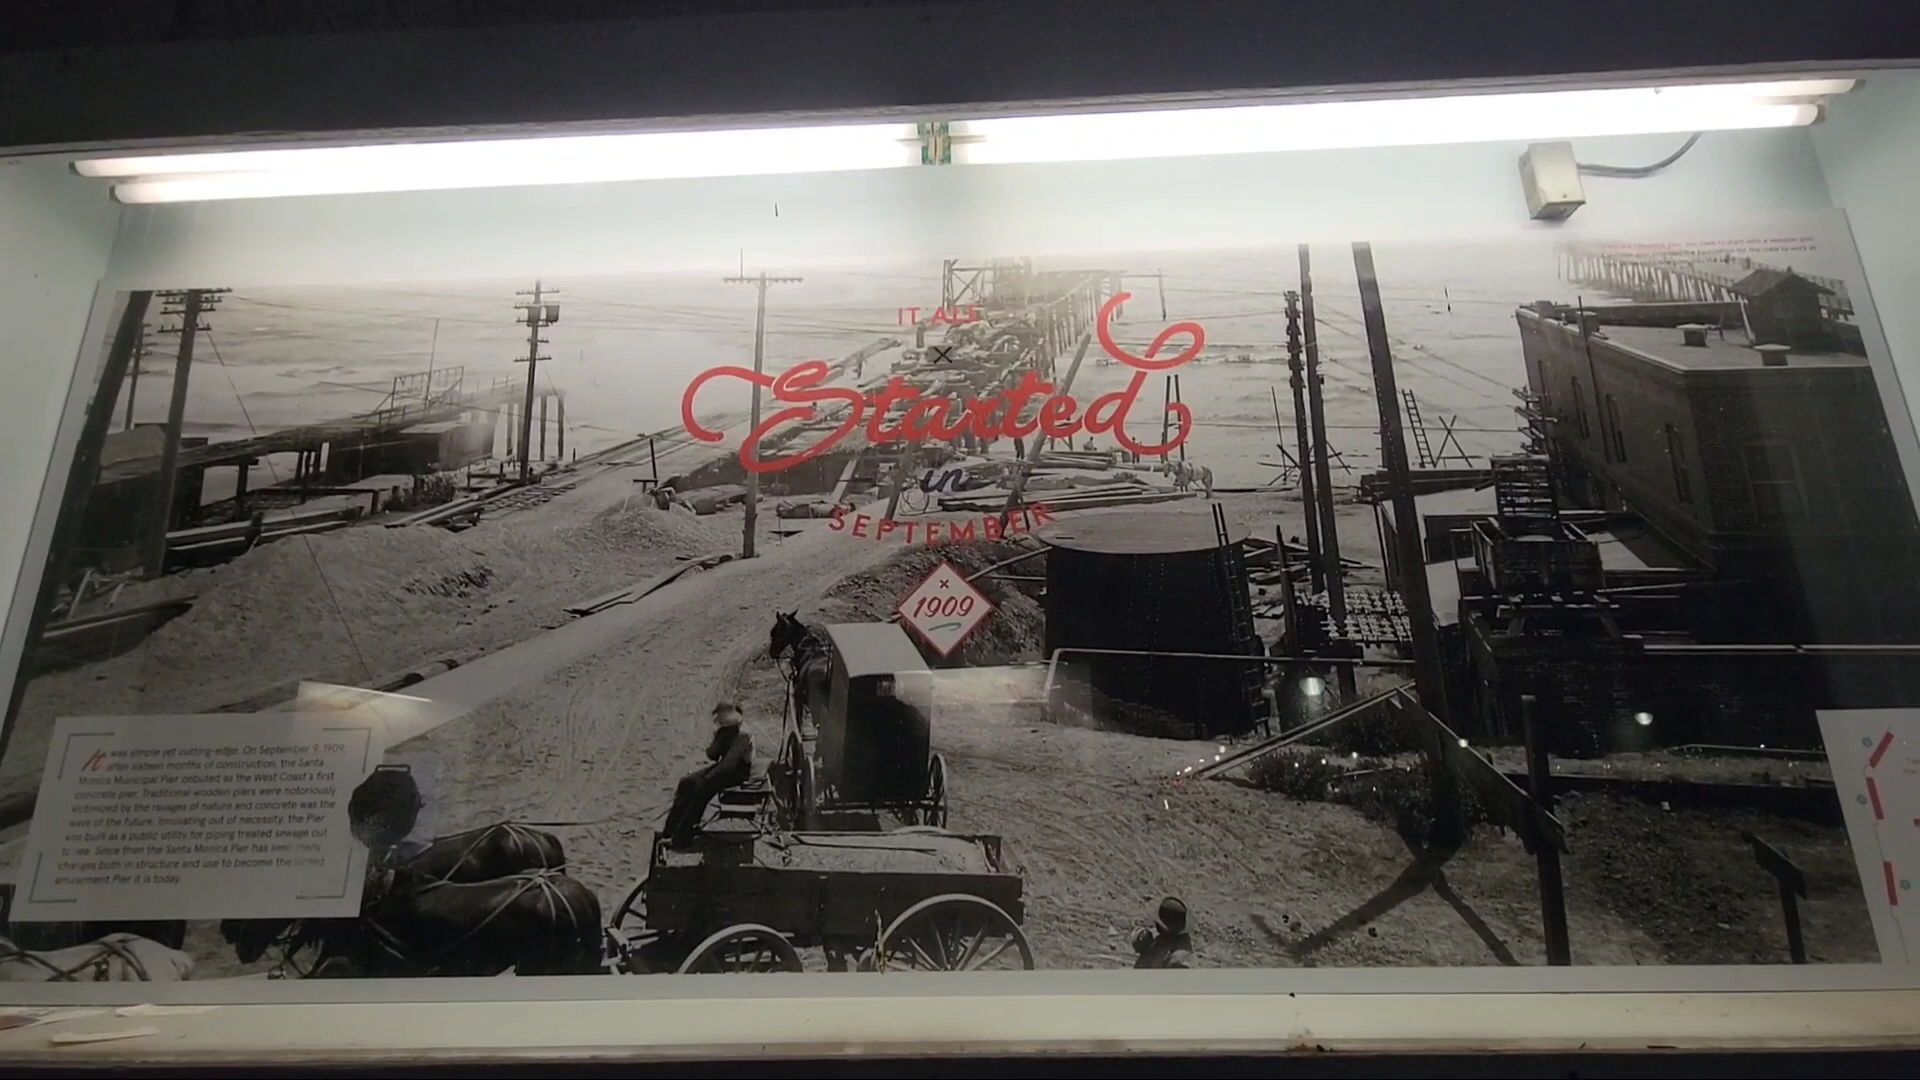 IT ALL
Started
in
SEPTEMBER
1909
It was simple yet cutting-edge. On September 9, 1909,
after sixteen months of construction, the Santa
Monica Municipal Pier debuted as the West Coast's first
concrete pier. Traditional wooden piers were notoriously
victimized by the ravages of nature and concrete was the
wave of the future. Innovating out of necessity, the Pier
was built as a public utility for piping treated sewage out
to sea. Since then the Santa Monica Pier has seen many
changes both in structure and use to become the famed
amusement Pier it is today.